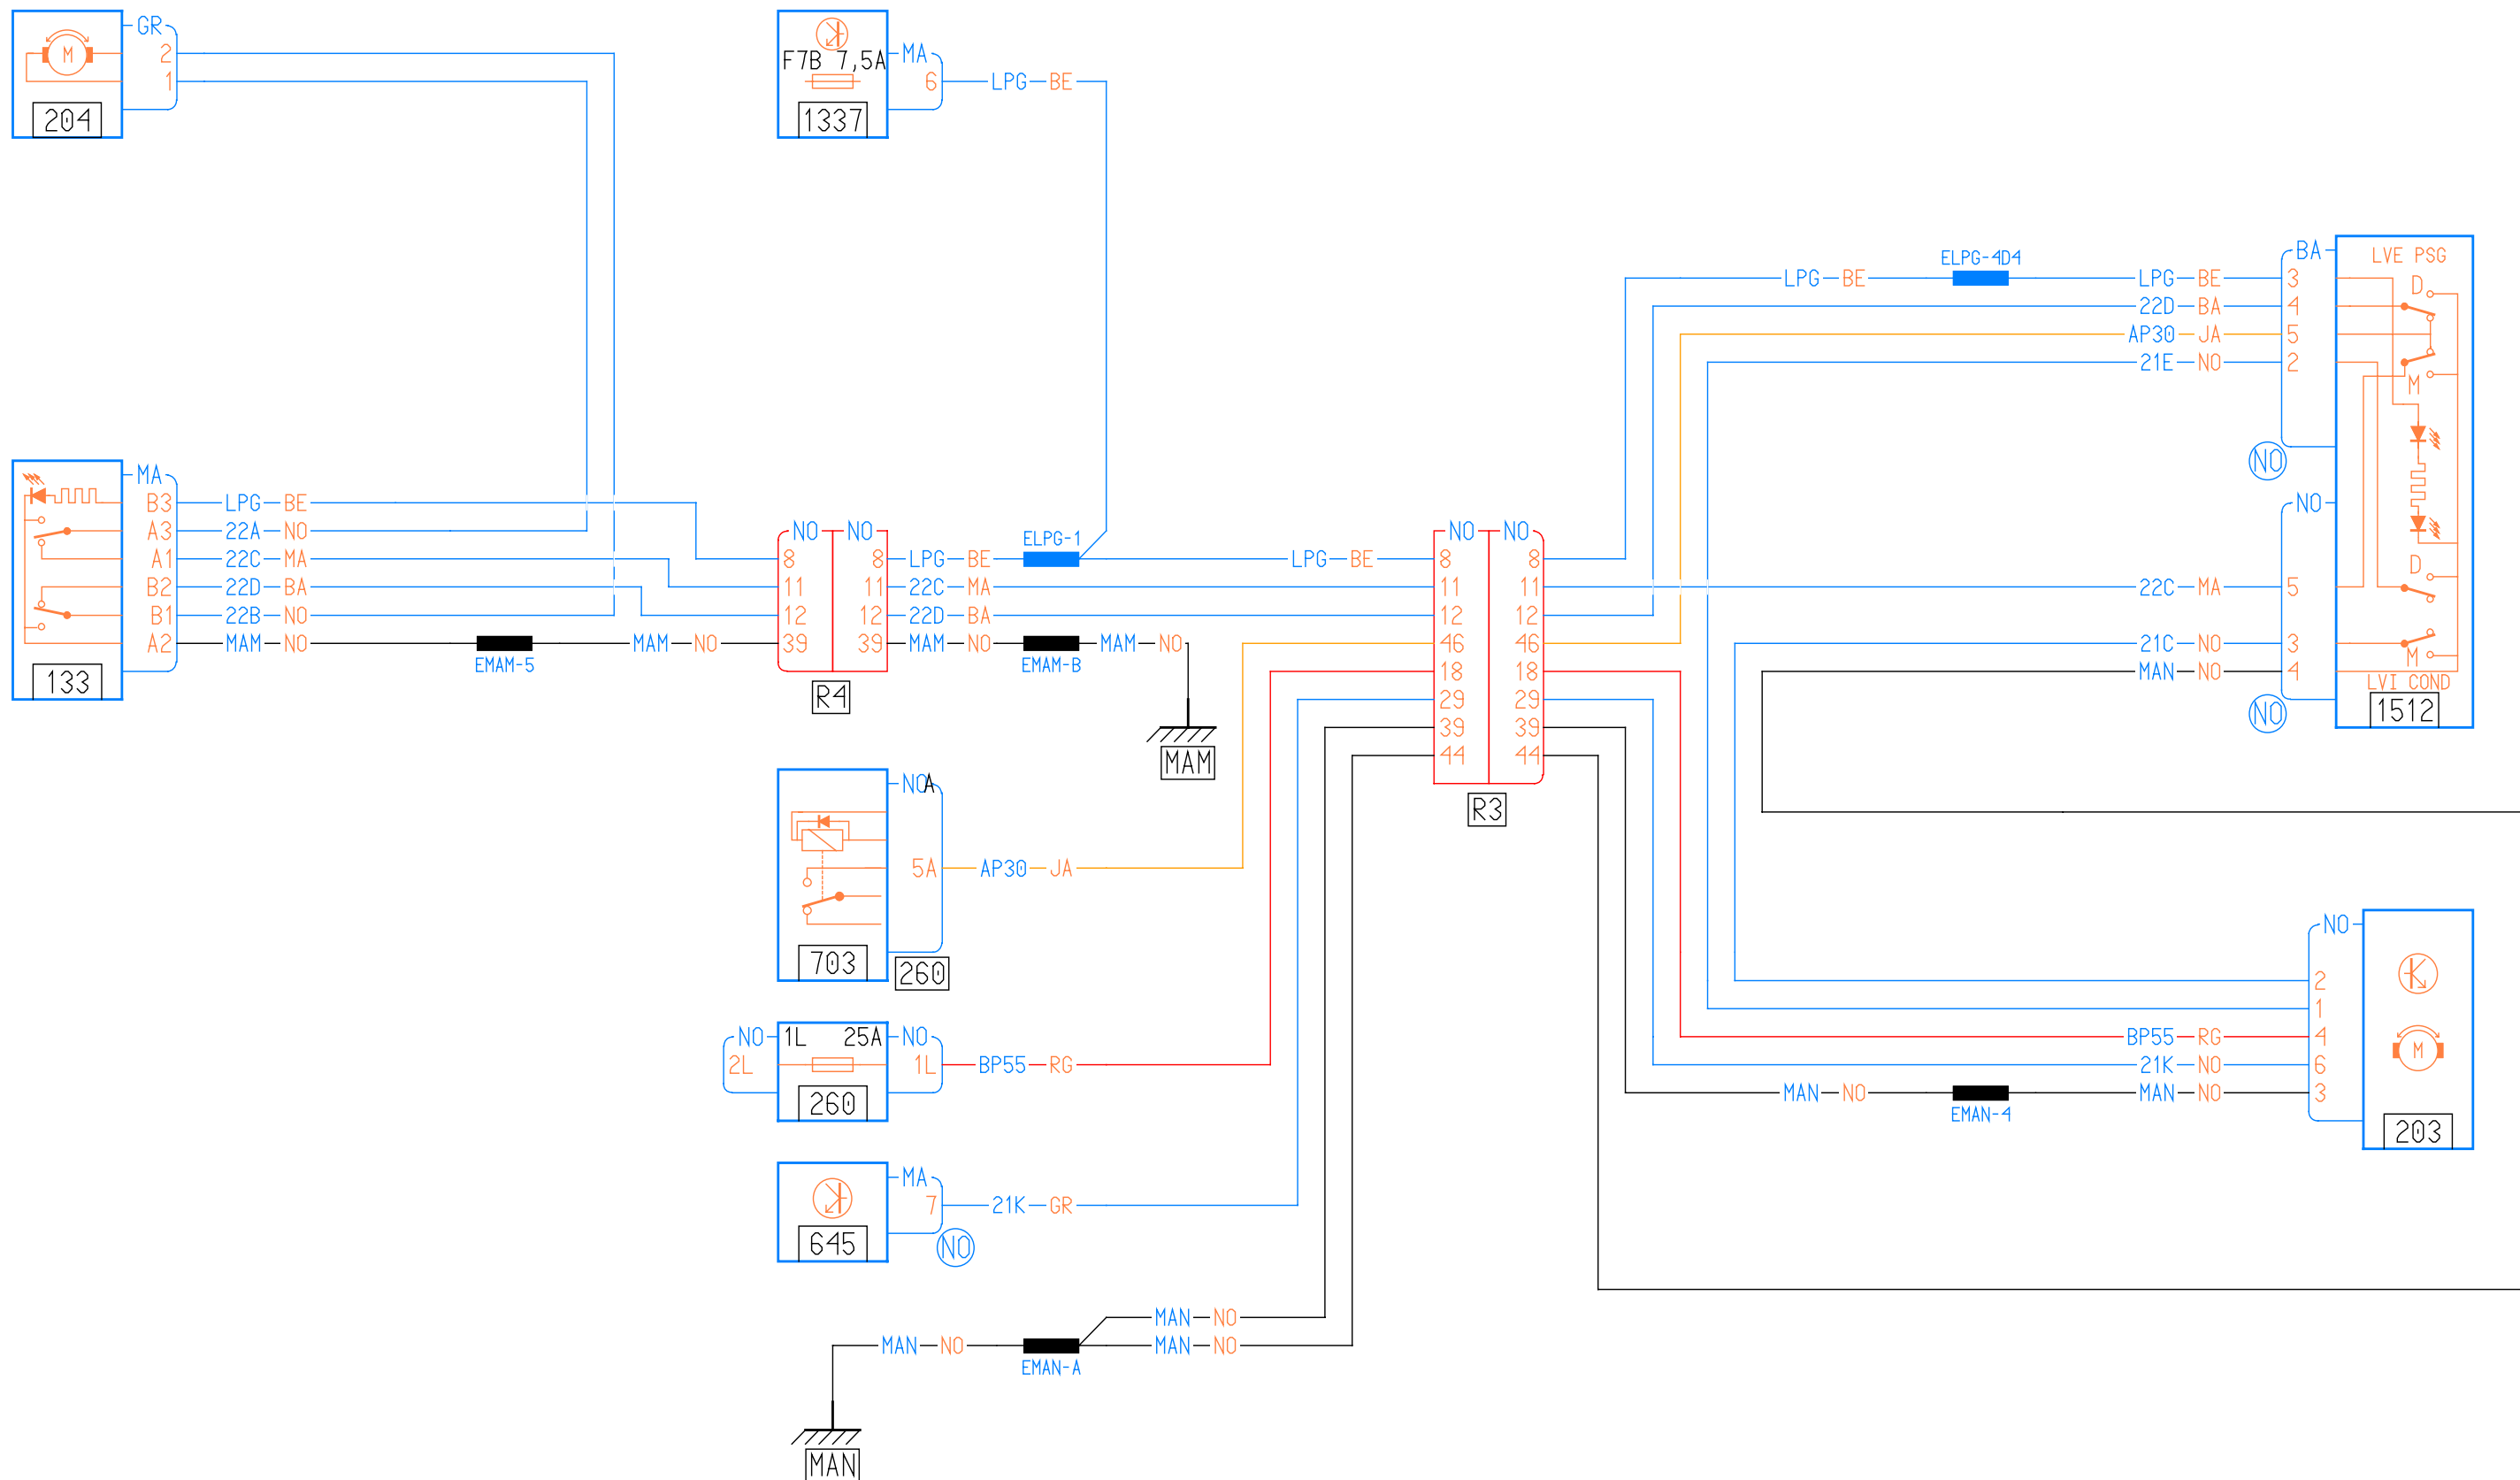 GR
M
2
1
204
F7B 7,5A
MA
6
LPG BE
1337
ELPG-4D4
LPG BE
LPG BE
22D BA
AP30 JA
21E NO
BA
3
4
5
2
NO
LVE PSG
D
M
NO
5
3
4
NO
D
M
LVI COND
1512
22C MA
21C NO
MAN NO
MA
B3 LPG BE
A3 22A NO
A1 22C MA
B2 22D BA
B1 22B NO
A2 MAM NO
EMAM-5
MAM NO
133
NO NO
8 8
11 11
12 12
39 39
R4
LPG BE
22C MA
22D BA
MAM NO
ELPG-1
LPG BE
EMAM-B
MAM NO
MAM
NO NO
8 8
11 11
12 12
46 46
18 18
29 29
39 39
44 44
R3
NO A
5A AP30 JA
703
260
NO
2L
1L 25A
NO
1L BP55 RG
260
MA
7 21K GR
645
NO
MAN NO
EMAN-A
MAN NO
MAN NO
MAN
NO
2
1
BP55 RG 4
21K NO 6
MAN NO
EMAN-4
MAN NO 3
M
203